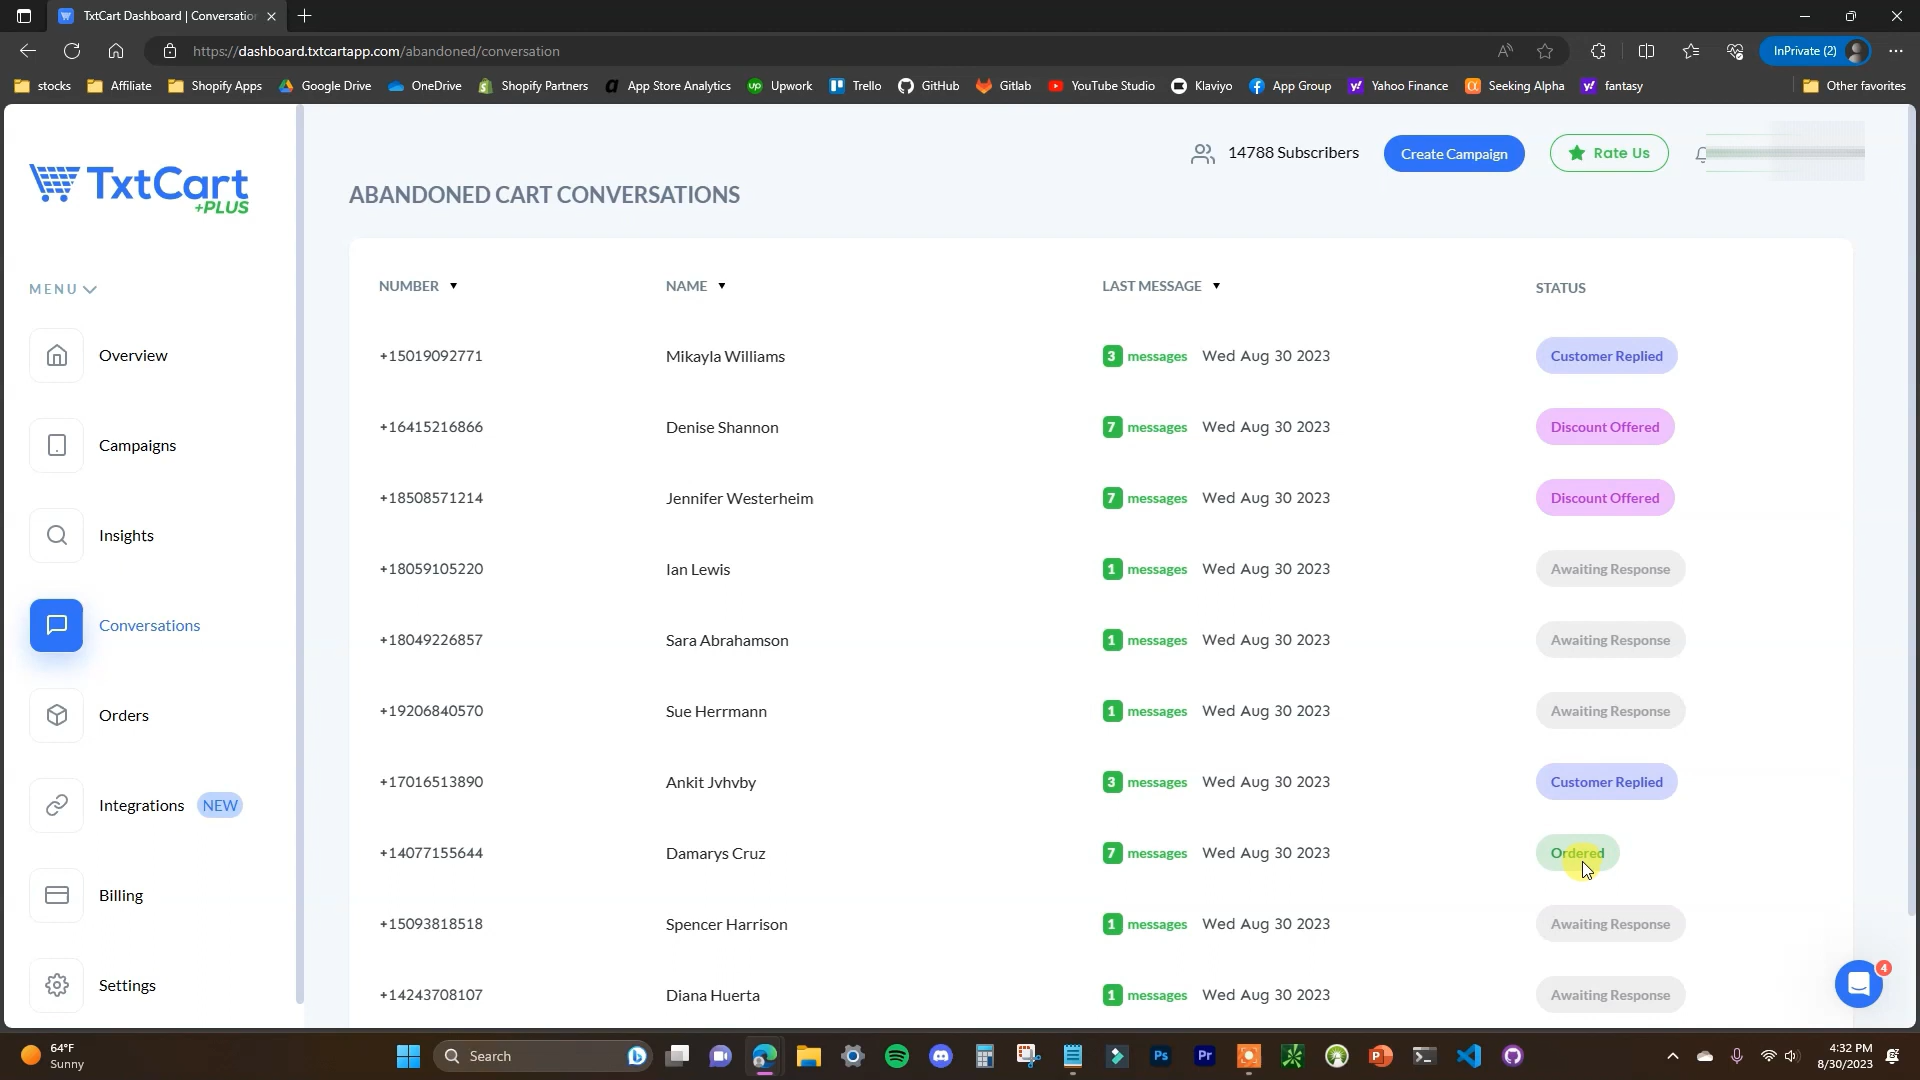 TxtCart Dashboard | Conversatio
https://dashboard.txtcartapp.com/abandoned/conversation
InPrivate (2)
stocks Affiliate Shopify Apps Google Drive OneDrive Shopify Partners App Store Analytics Upwork Trello GitHub Gitlab YouTube Studio Klaviyo App Group Yahoo Finance Seeking Alpha fantasy Other favorites
TxtCart
+PLUS
14788 Subscribers Create Campaign Rate Us
ABANDONED CART CONVERSATIONS
MENU
Overview
Campaigns
Insights
Conversations
Orders
Integrations NEW
Billing
Settings
NUMBER NAME LAST MESSAGE STATUS
+15019092771 Mikayla Williams 3 messages Wed Aug 30 2023 Customer Replied
+16415216866 Denise Shannon 7 messages Wed Aug 30 2023 Discount Offered
+18508571214 Jennifer Westerheim 7 messages Wed Aug 30 2023 Discount Offered
+18059105220 Ian Lewis 1 messages Wed Aug 30 2023 Awaiting Response
+18049226857 Sara Abrahamson 1 messages Wed Aug 30 2023 Awaiting Response
+19206840570 Sue Herrmann 1 messages Wed Aug 30 2023 Awaiting Response
+17016513890 Ankit Jvhvby 3 messages Wed Aug 30 2023 Customer Replied
+14077155644 Damarys Cruz 7 messages Wed Aug 30 2023 Ordered
+15093818518 Spencer Harrison 1 messages Wed Aug 30 2023 Awaiting Response
+14243708107 Diana Huerta 1 messages Wed Aug 30 2023 Awaiting Response
4
64°F
Sunny
Search
Ps
Pr
4:32 PM
8/30/2023